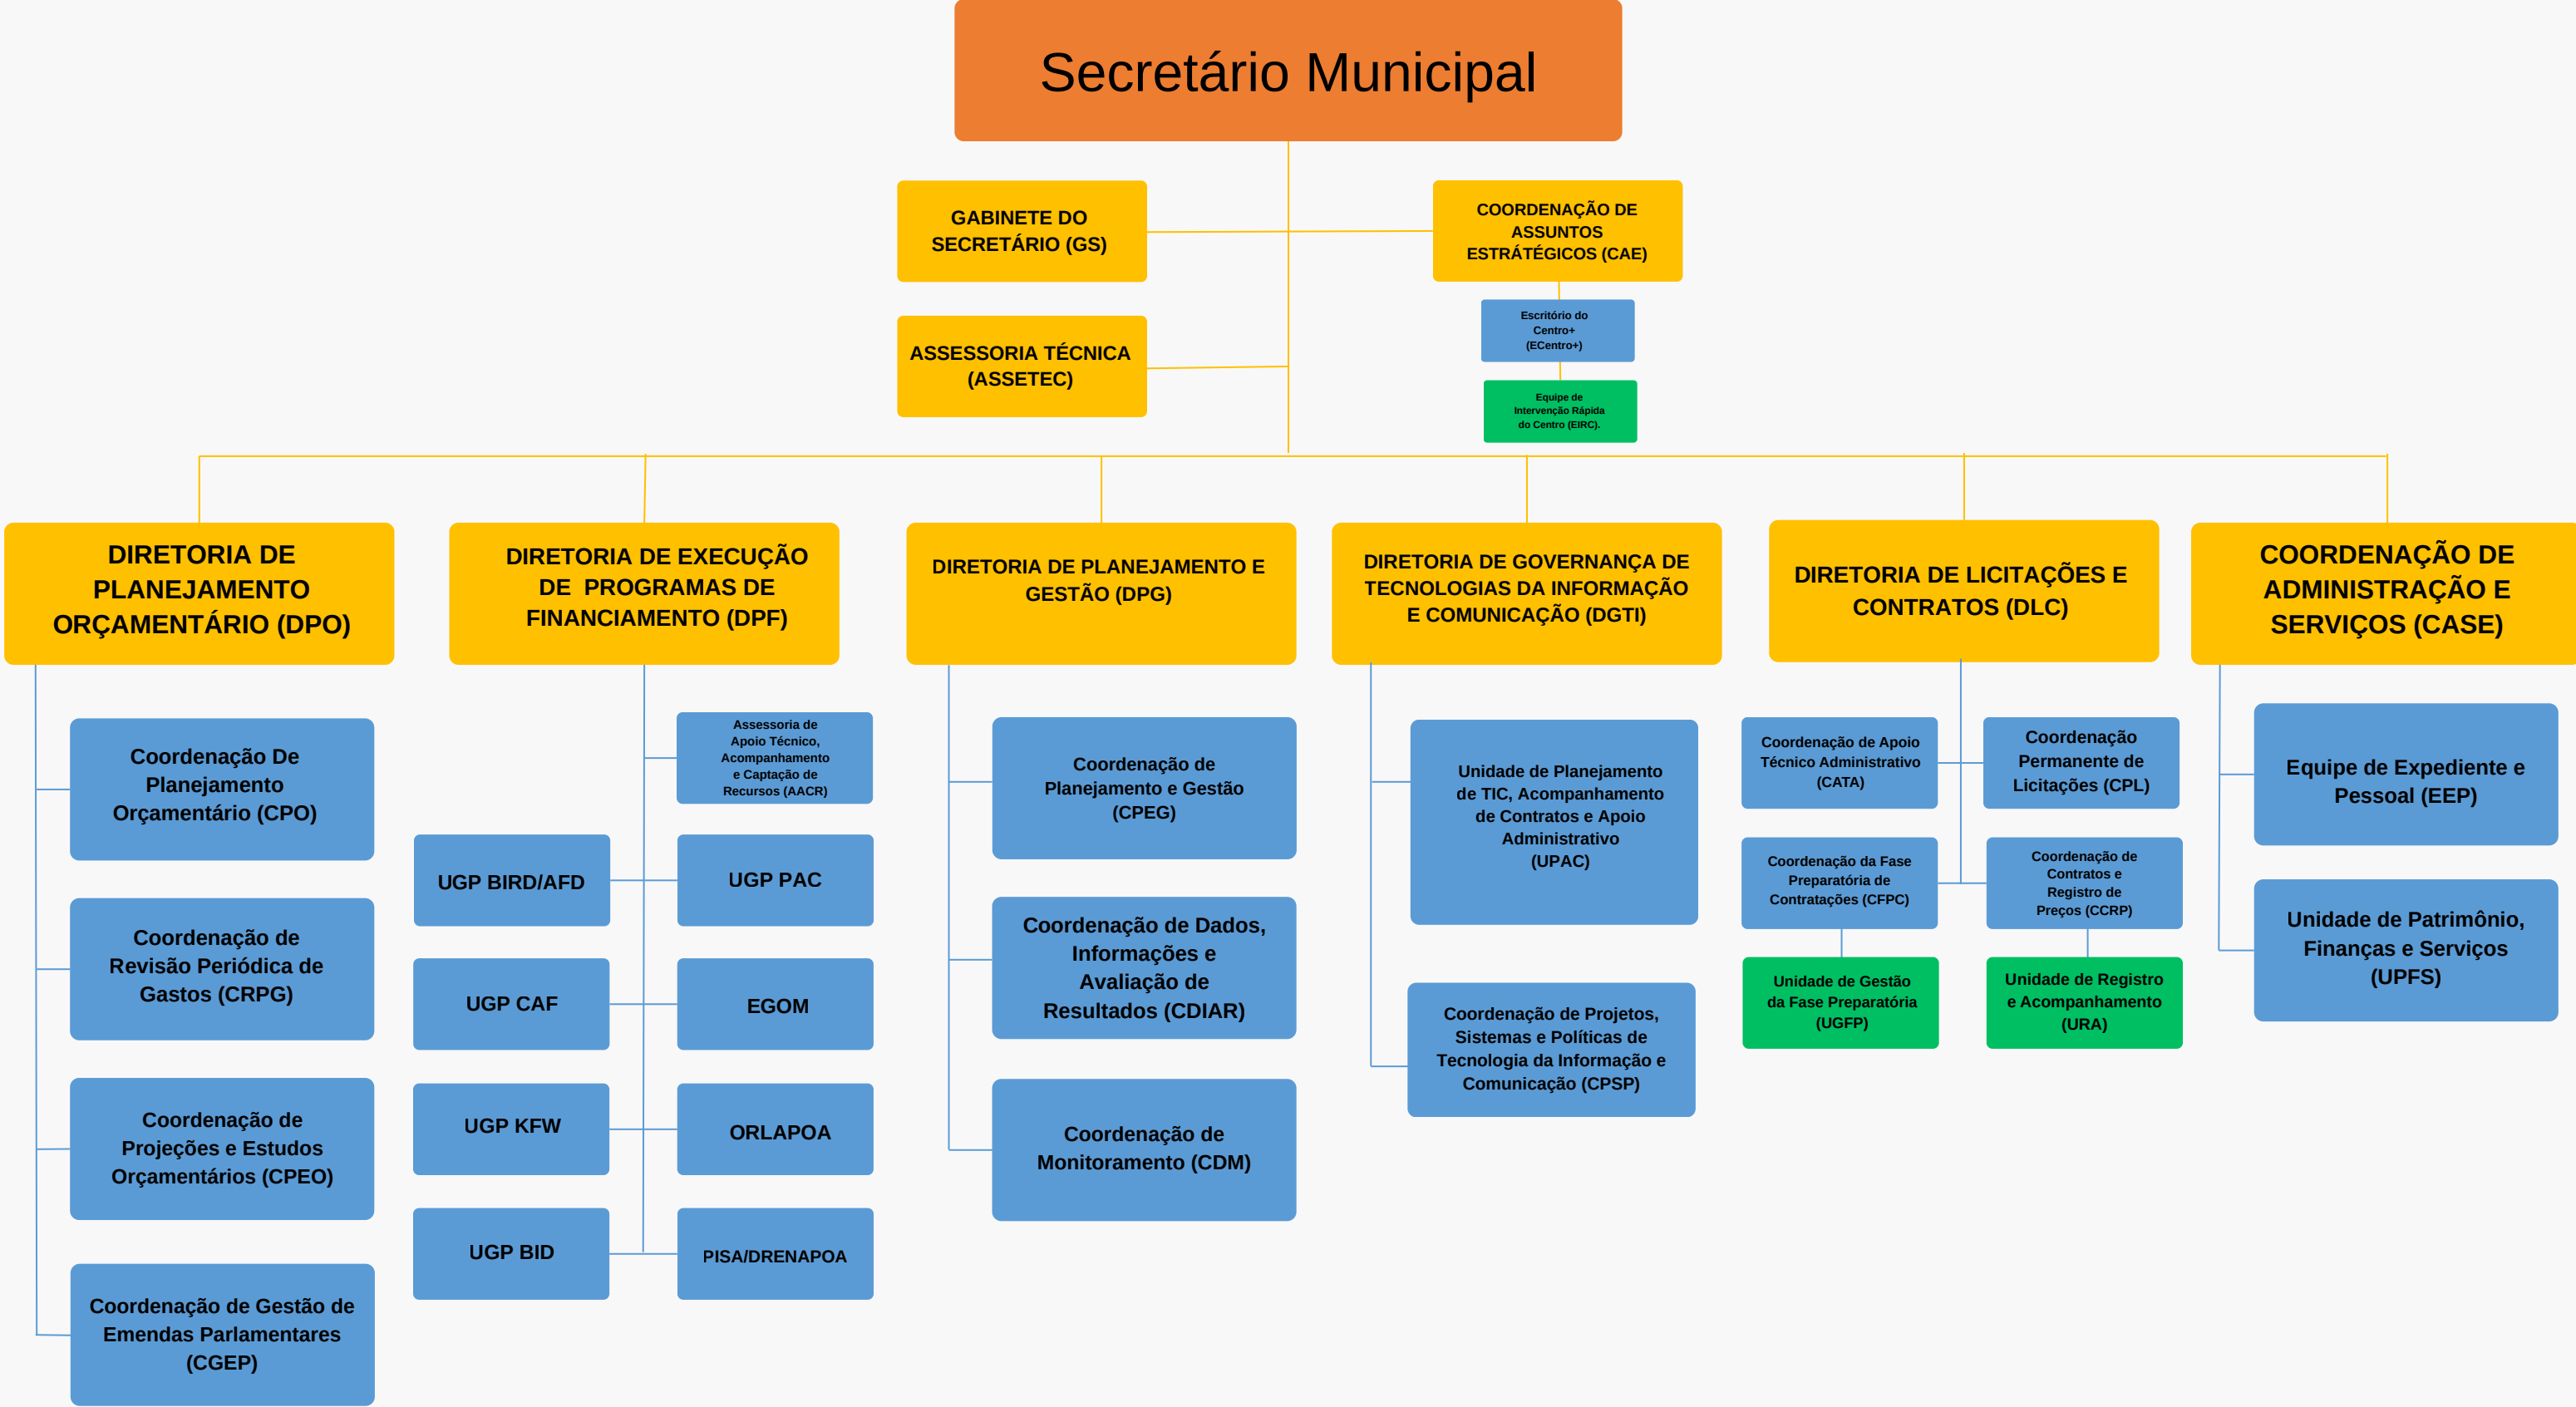 Secretário Municipal
GABINETE DO
SECRETÁRIO (GS)
COORDENAÇÃO DE
ASSUNTOS
ESTRÁTÉGICOS (CAE)
Escritório do
Centro+
(ECentro+)
ASSESSORIA TÉCNICA
(ASSETEC)
Equipe de
Intervenção Rápida
do Centro (EIRC).
DIRETORIA DE
PLANEJAMENTO
ORÇAMENTÁRIO (DPO)
DIRETORIA DE EXECUÇÃO
DE  PROGRAMAS DE
FINANCIAMENTO (DPF)
DIRETORIA DE PLANEJAMENTO E
GESTÃO (DPG)
DIRETORIA DE GOVERNANÇA DE
TECNOLOGIAS DA INFORMAÇÃO
E COMUNICAÇÃO (DGTI)
DIRETORIA DE LICITAÇÕES E
CONTRATOS (DLC)
COORDENAÇÃO DE
ADMINISTRAÇÃO E
SERVIÇOS (CASE)
Coordenação De
Planejamento
Orçamentário (CPO)
Coordenação de
Revisão Periódica de
Gastos (CRPG)
Coordenação de
Projeções e Estudos
Orçamentários (CPEO)
Coordenação de Gestão de
Emendas Parlamentares
(CGEP)
Assessoria de
Apoio Técnico,
Acompanhamento
e Captação de
Recursos (AACR)
UGP BIRD/AFD
UGP PAC
UGP CAF
EGOM
UGP KFW
ORLAPOA
UGP BID
PISA/DRENAPOA
Coordenação de
Planejamento e Gestão
(CPEG)
Coordenação de Dados,
Informações e
Avaliação de
Resultados (CDIAR)
Coordenação de
Monitoramento (CDM)
Unidade de Planejamento
de TIC, Acompanhamento
de Contratos e Apoio
Administrativo
(UPAC)
Coordenação de Projetos,
Sistemas e Políticas de
Tecnologia da Informação e
Comunicação (CPSP)
Coordenação de Apoio
Técnico Administrativo
(CATA)
Coordenação
Permanente de
Licitações (CPL)
Coordenação da Fase
Preparatória de
Contratações (CFPC)
Coordenação de
Contratos e
Registro de
Preços (CCRP)
Unidade de Gestão
da Fase Preparatória
(UGFP)
Unidade de Registro
e Acompanhamento
(URA)
Equipe de Expediente e
Pessoal (EEP)
Unidade de Patrimônio,
Finanças e Serviços
(UPFS)